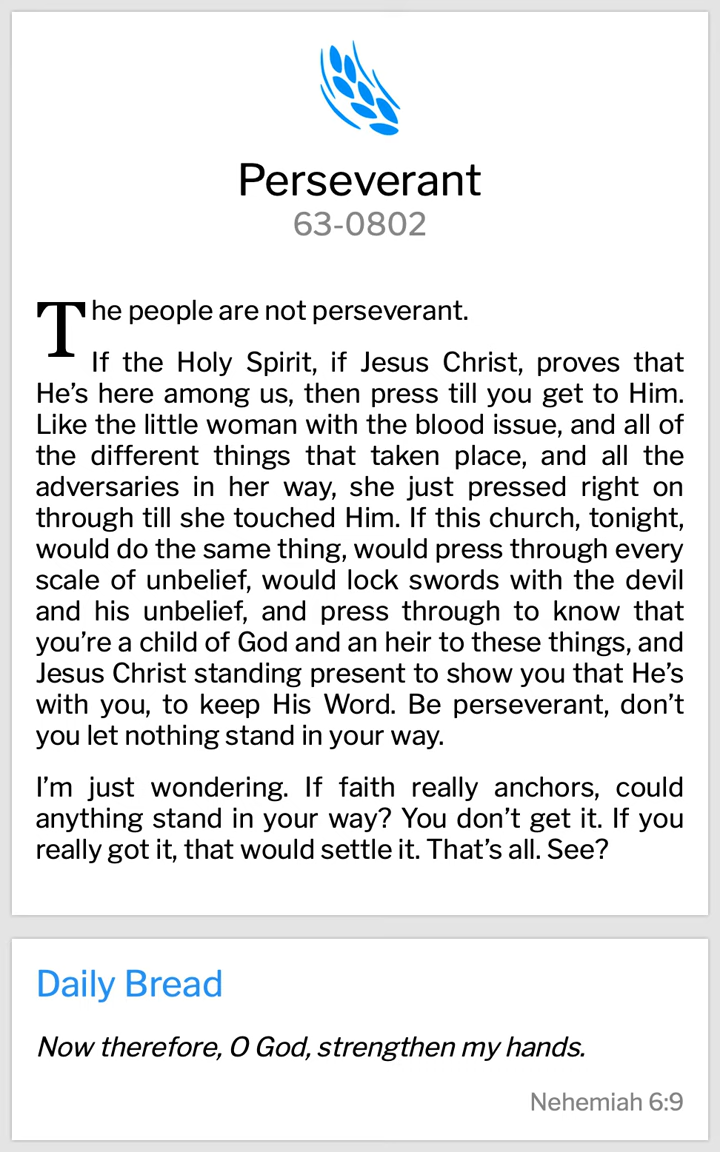 Perseverant
63-0802
The people are not perseverant.
If the Holy Spirit, if Jesus Christ, proves that
He’s here among us, then press till you get to Him.
Like the little woman with the blood issue, and all of
the different things that taken place, and all the
adversaries in her way, she just pressed right on
through till she touched Him. If this church, tonight,
would do the same thing, would press through every
scale of unbelief, would lock swords with the devil
and his unbelief, and press through to know that
you’re a child of God and an heir to these things, and
Jesus Christ standing present to show you that He’s
with you, to keep His Word. Be perseverant, don’t
you let nothing stand in your way.
I’m just wondering. If faith really anchors, could
anything stand in your way? You don’t get it. If you
really got it, that would settle it. That’s all. See?
Daily Bread
Now therefore, O God, strengthen my hands.
Nehemiah 6:9